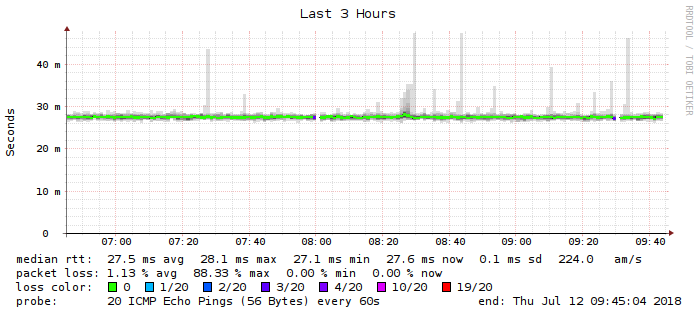 Last 3 Hours
RRDTOOL / TOBI OETIKER
Seconds
40 m
30 m
20 m
10 m
0
07:00 07:20 07:40 08:00 08:20 08:40 09:00 09:20 09:40
median rtt: 27.5 ms avg 28.1 ms max 27.1 ms min 27.6 ms now 0.1 ms sd 224.0 am/s
packet loss: 1.13 % avg 88.33 % max 0.00 % min 0.00 % now
loss color: 0 1/20 2/20 3/20 4/20 10/20 19/20
probe: 20 ICMP Echo Pings (56 Bytes) every 60s end: Thu Jul 12 09:45:04 2018